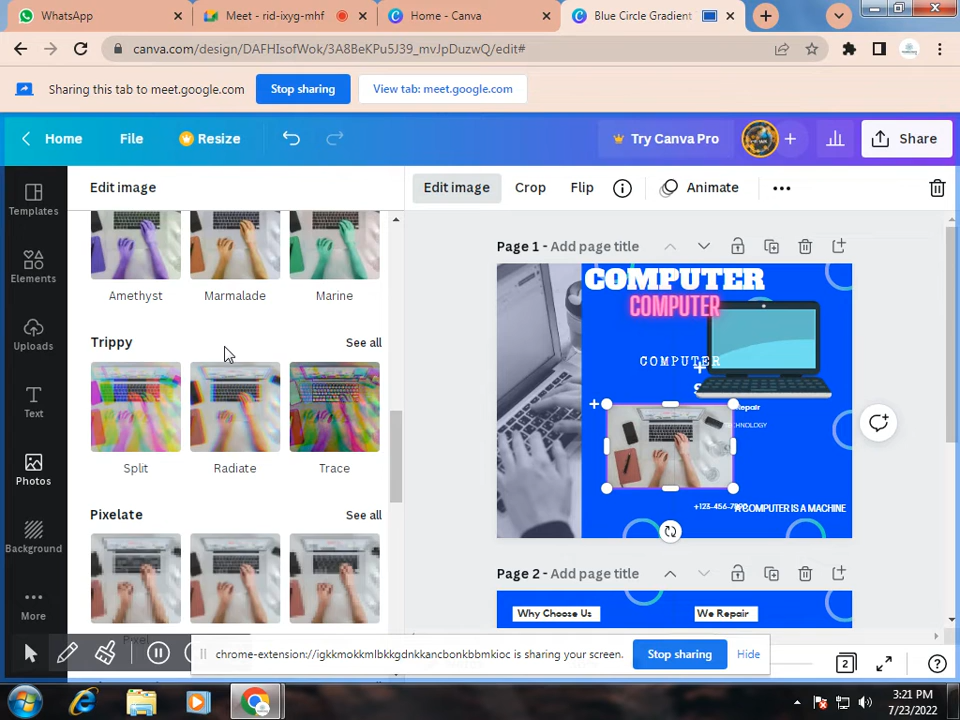 WhatsApp
Meet - rid-ixyg-mhf
Home - Canva
Blue Circle Gradient
canva.com/design/DAFHIsofWok/3A8BeKPu5J39_mvJpDuzwQ/edit#
Sharing this tab to meet.google.com
Stop sharing
View tab: meet.google.com
Home
File
Resize
Try Canva Pro
Share
Templates
Elements
Uploads
Text
Photos
Background
More
Edit image
Amethyst
Marmalade
Marine
Trippy
See all
Split
Radiate
Trace
Pixelate
See all
Edit image
Crop
Flip
Animate
Page 1 - Add page title
COMPUTER
COMPUTER
COMPUTER
S
Repair
CHNOLOGY
+123-456-7
A COMPUTER IS A MACHINE
Page 2 - Add page title
Why Choose Us
We Repair
chrome-extension://igkkmokkmlbkkgdnkkancbonkbbmkioc is sharing your screen.
Stop sharing
Hide
2
3:21 PM
7/23/2022